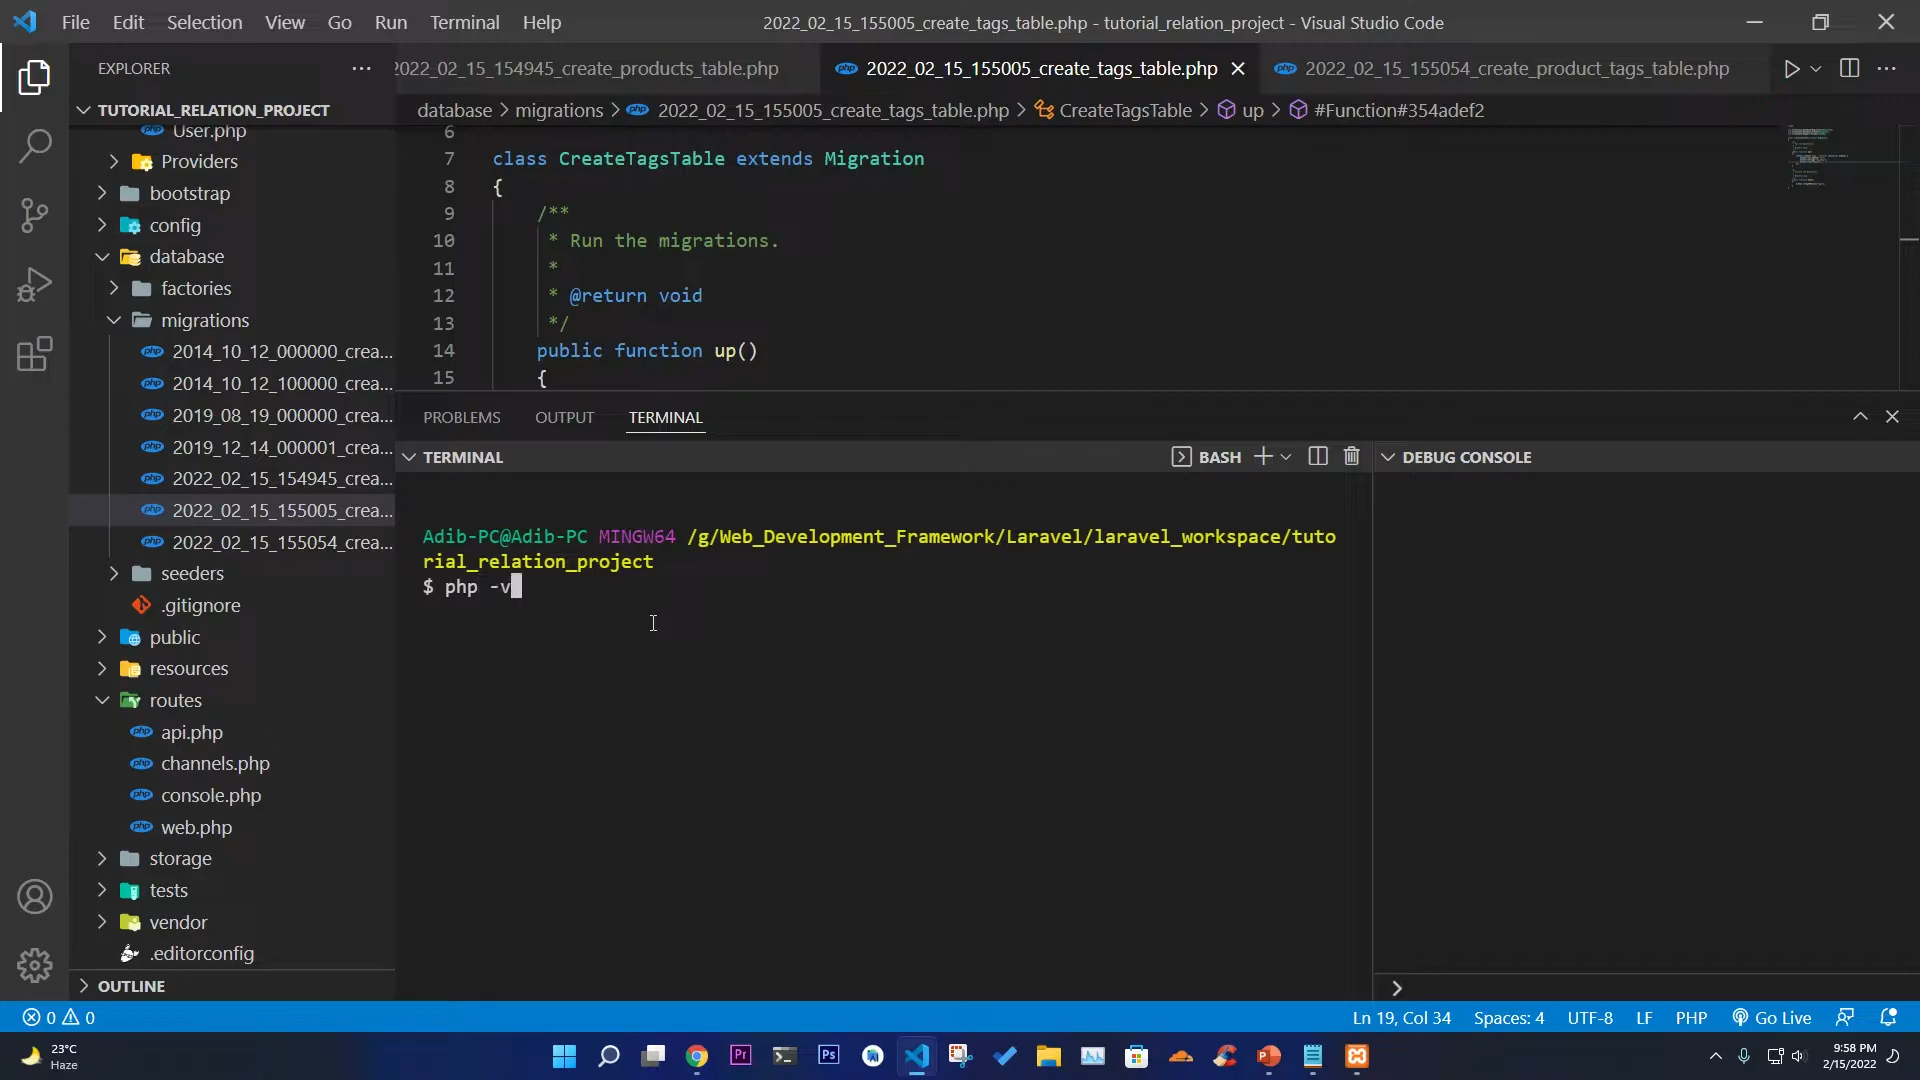 File Edit Selection View Go Run Terminal Help
2022_02_15_155005_create_tags_table.php - tutorial_relation_project - Visual Studio Code
EXPLORER
2022_02_15_154945_create_products_table.php
2022_02_15_155005_create_tags_table.php
2022_02_15_155054_create_product_tags_table.php
TUTORIAL_RELATION_PROJECT
database > migrations > 2022_02_15_155005_create_tags_table.php > CreateTagsTable > up > #Function#354adef2
User.php
Providers
bootstrap
config
database
factories
migrations
2014_10_12_000000_crea...
2014_10_12_100000_crea...
2019_08_19_000000_crea...
2019_12_14_000001_crea...
2022_02_15_154945_crea...
2022_02_15_155005_crea...
2022_02_15_155054_crea...
seeders
.gitignore
public
resources
routes
api.php
channels.php
console.php
web.php
storage
tests
vendor
.editorconfig
OUTLINE
6
7 class CreateTagsTable extends Migration
8 {
9 /**
10 * Run the migrations.
11 *
12 * @return void
13 */
14 public function up()
15 {
PROBLEMS OUTPUT TERMINAL
TERMINAL
BASH
DEBUG CONSOLE
Adib-PC@Adib-PC MINGW64 /g/Web_Development_Framework/Laravel/laravel_workspace/tuto
rial_relation_project
$ php -v
0 0
Ln 19, Col 34 Spaces: 4 UTF-8 LF PHP Go Live
23°C
Haze
9:58 PM
2/15/2022